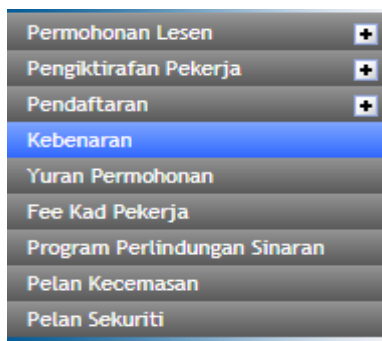 Permohonan Lesen
Pengiktirafan Pekerja
Pendaftaran
Kebenaran
Yuran Permohonan
Fee Kad Pekerja
Program Perlindungan Sinaran
Pelan Kecemasan
Pelan Sekuriti